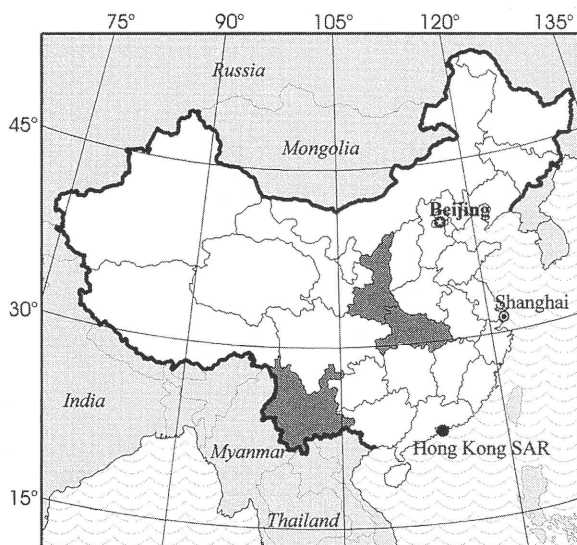 75° 90° 105° 120° 135°
Russia
45°
Mongolia
Beijing
Shanghai
30°
India
Myanmar
Hong Kong SAR
15°
Thailand